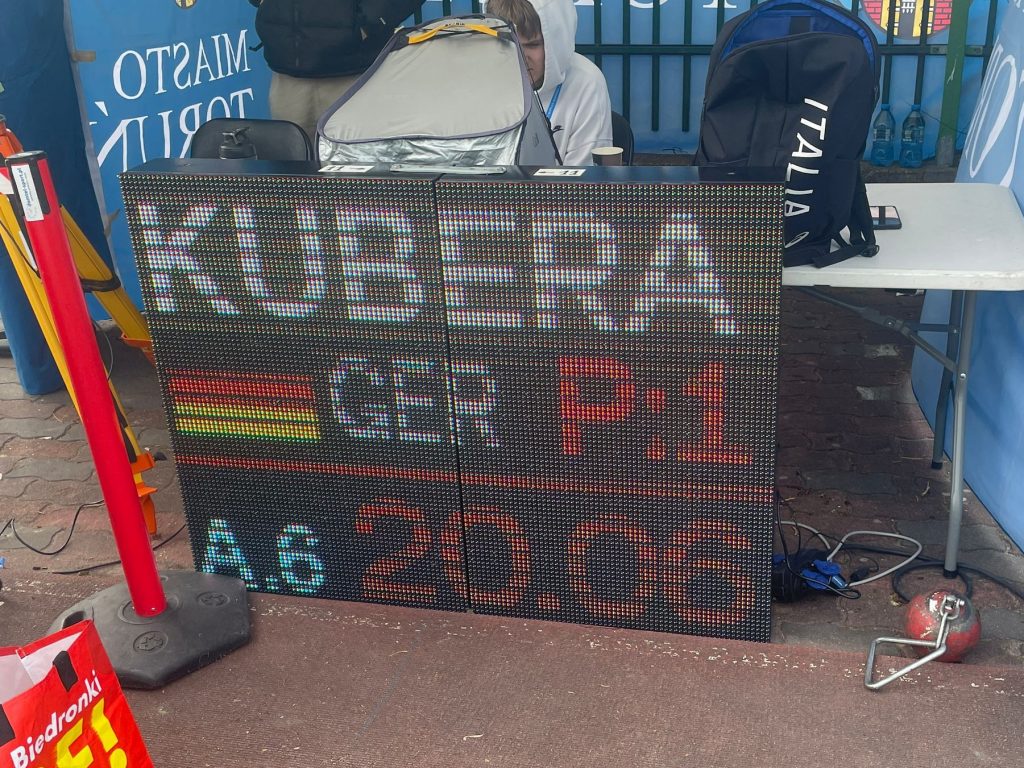 MIASTO
TORUŃ
ITALIA
KUBERA
GER P:1
A.6 20.06
Biedronki